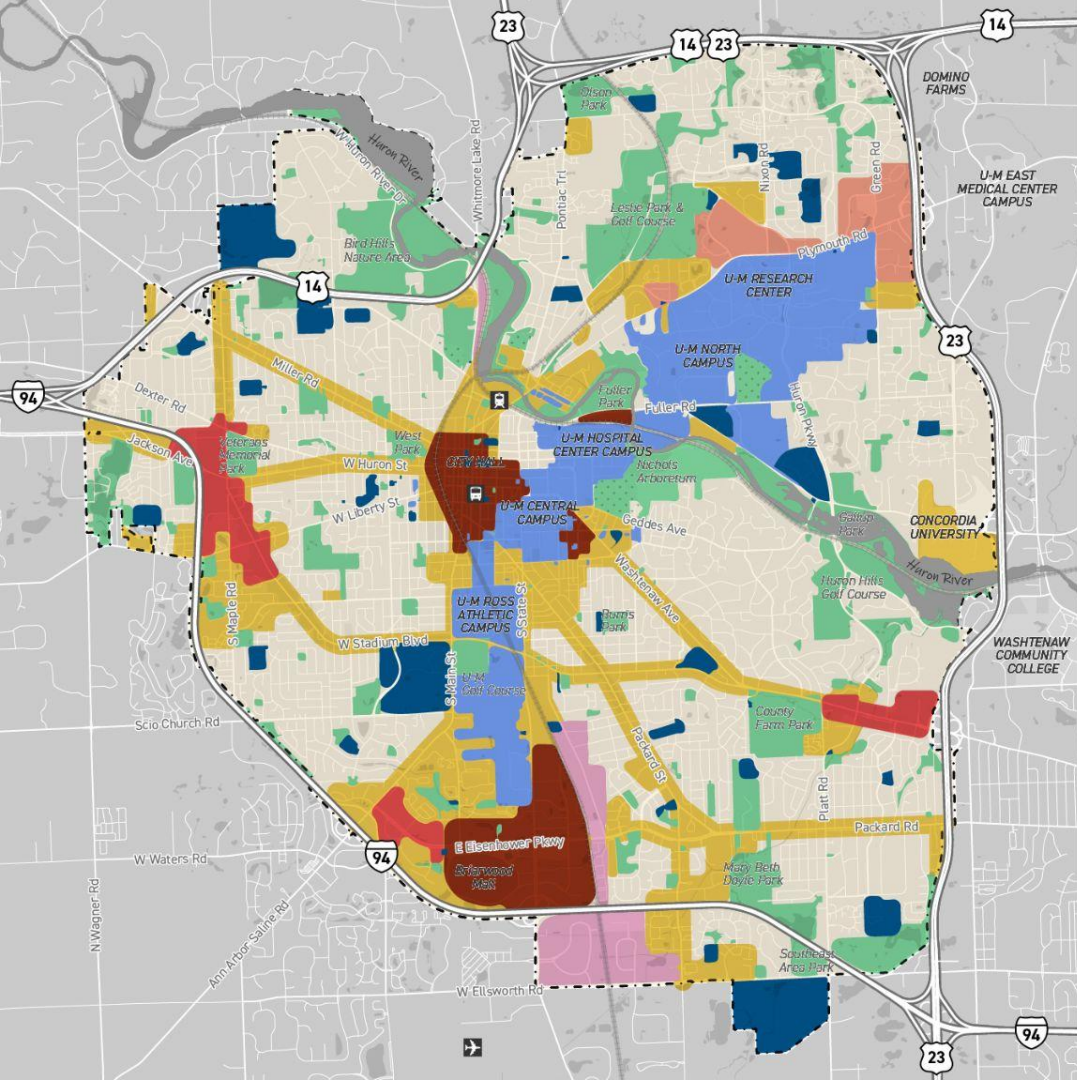 23
14
14
23
DOMINO
FARMS
Olson
Park
W Huron River Dr
Huron River
Whitmore Lake Rd
Pontiac Trl
Nixon Rd
Green Rd
U-M EAST
MEDICAL CENTER
CAMPUS
Leslie Park &
Golf Course
Bird Hills
Nature Area
Plymouth Rd
U-M RESEARCH
CENTER
14
23
U-M NORTH
CAMPUS
Miller Rd
94
Dexter Rd
Huron Pkwy
Fuller
Park
Fuller Rd
Jackson Ave
Veterans
Memorial
Park
West
Park
U-M HOSPITAL
CENTER CAMPUS
W Huron St
CITY HALL
Nichols
Arboretum
W Liberty St
U-M CENTRAL
CAMPUS
Geddes Ave
Gallup
Park
CONCORDIA
UNIVERSITY
Washtenaw Ave
Huron River
Huron Hills
Golf Course
S Maple Rd
U-M ROSS
ATHLETIC
CAMPUS
S State St
Burns
Park
W Stadium Blvd
WASHTENAW
COMMUNITY
COLLEGE
S Main St
U-M
Golf Course
County
Farm Park
Scio Church Rd
Packard St
Platt Rd
Packard Rd
E Eisenhower Pkwy
94
W Waters Rd
Briarwood
Mall
Mary Beth
Doyle Park
N Wagner Rd
Ann Arbor Saline Rd
Southeast
Area Park
W Ellsworth Rd
94
23